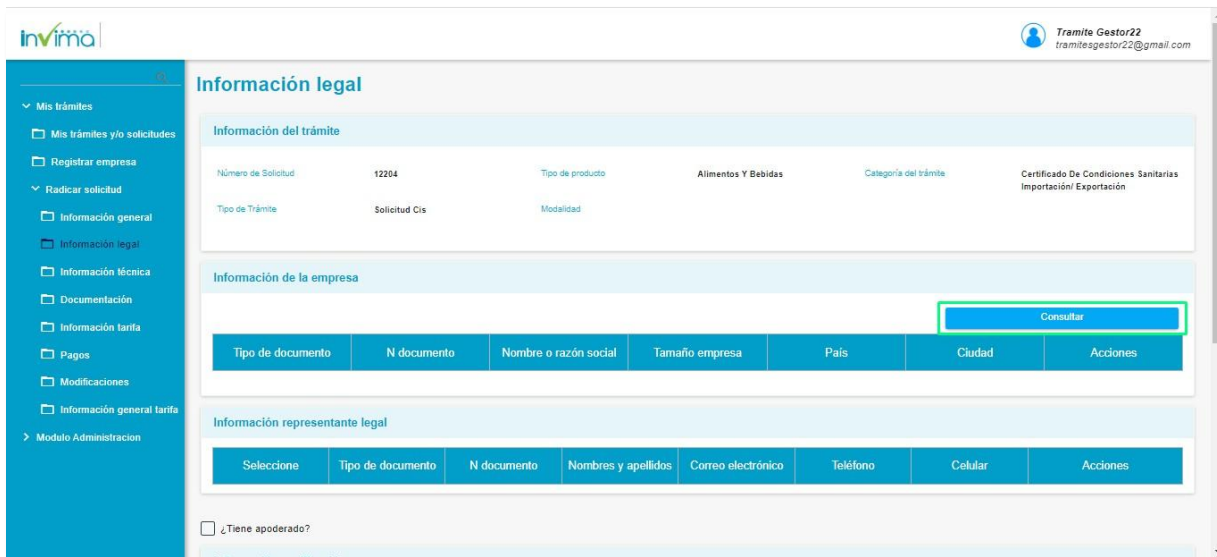 invima
Tramite Gestor22
tramitesgestor22@gmail.com
Mis trámites
Mis trámites y/o solicitudes
Registrar empresa
Radicar solicitud
Información general
Información legal
Información técnica
Documentación
Información tarifa
Pagos
Modificaciones
Información general tarifa
Modulo Administracion
Información legal
Información del trámite
Número de Solicitud 12204 Tipo de producto Alimentos Y Bebidas Categoría del trámite Certificado De Condiciones Sanitarias
Importación/ Exportación
Tipo de Trámite Solicitud Cis Modalidad
Información de la empresa
Consultar
Tipo de documento N documento Nombre o razón social Tamaño empresa País Ciudad Acciones
Información representante legal
Seleccione Tipo de documento N documento Nombres y apellidos Correo electrónico Teléfono Celular Acciones
¿Tiene apoderado?